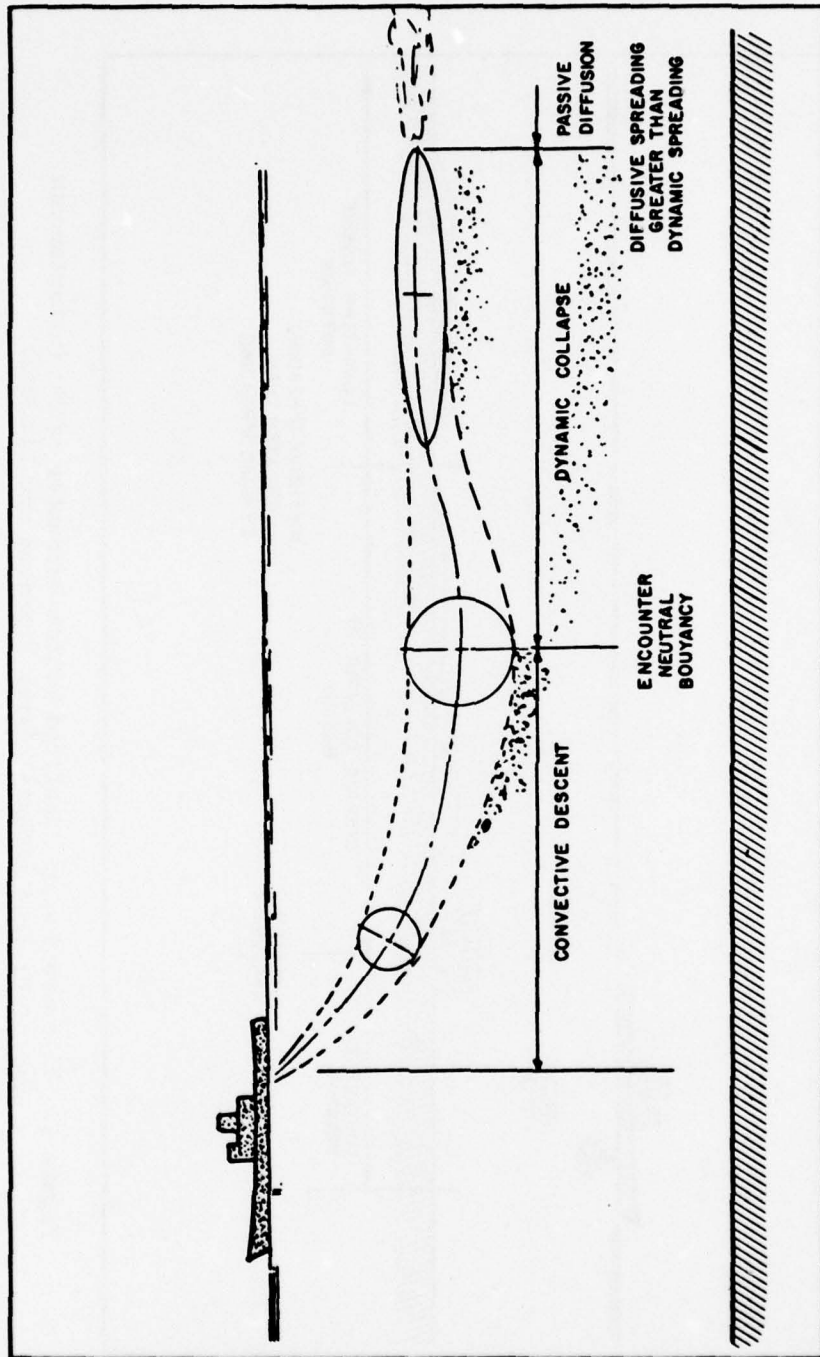 CONVECTIVE DESCENT
DYNAMIC COLLAPSE
PASSIVE
DIFFUSION
ENCOUNTER
NEUTRAL
BOUYANCY
DIFFUSIVE SPREADING
GREATER THAN
DYNAMIC SPREADING